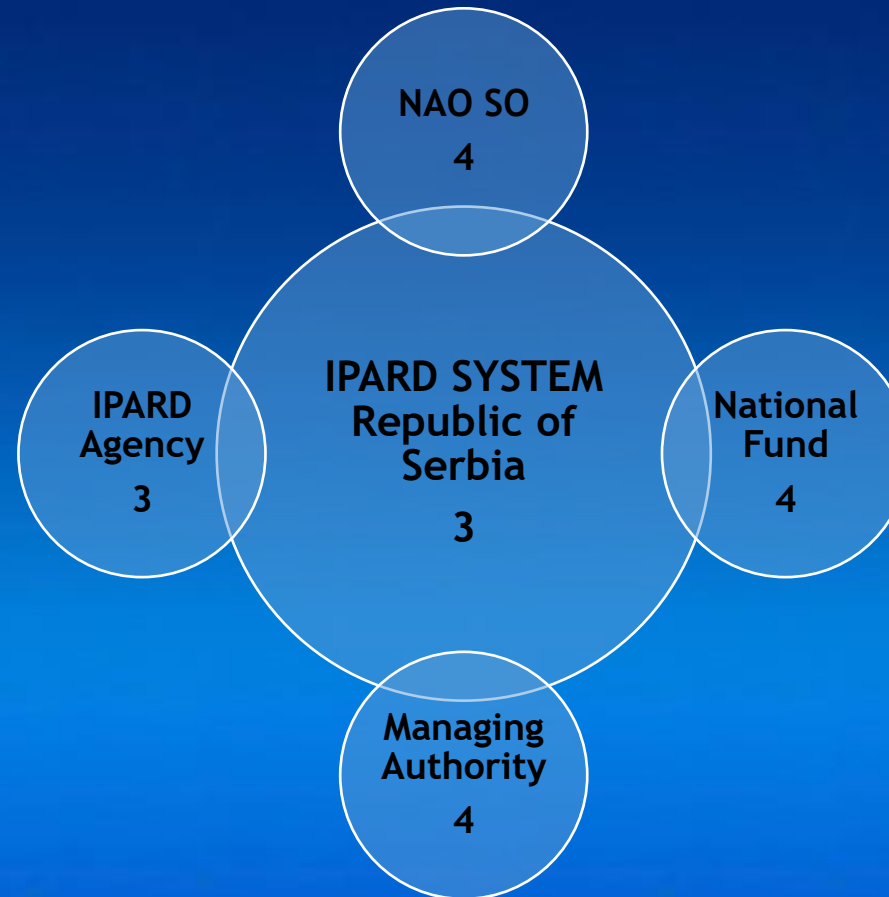 NAO SO
4
IPARD SYSTEM
Republic of
Serbia
3
IPARD
Agency
3
National
Fund
4
Managing
Authority
4